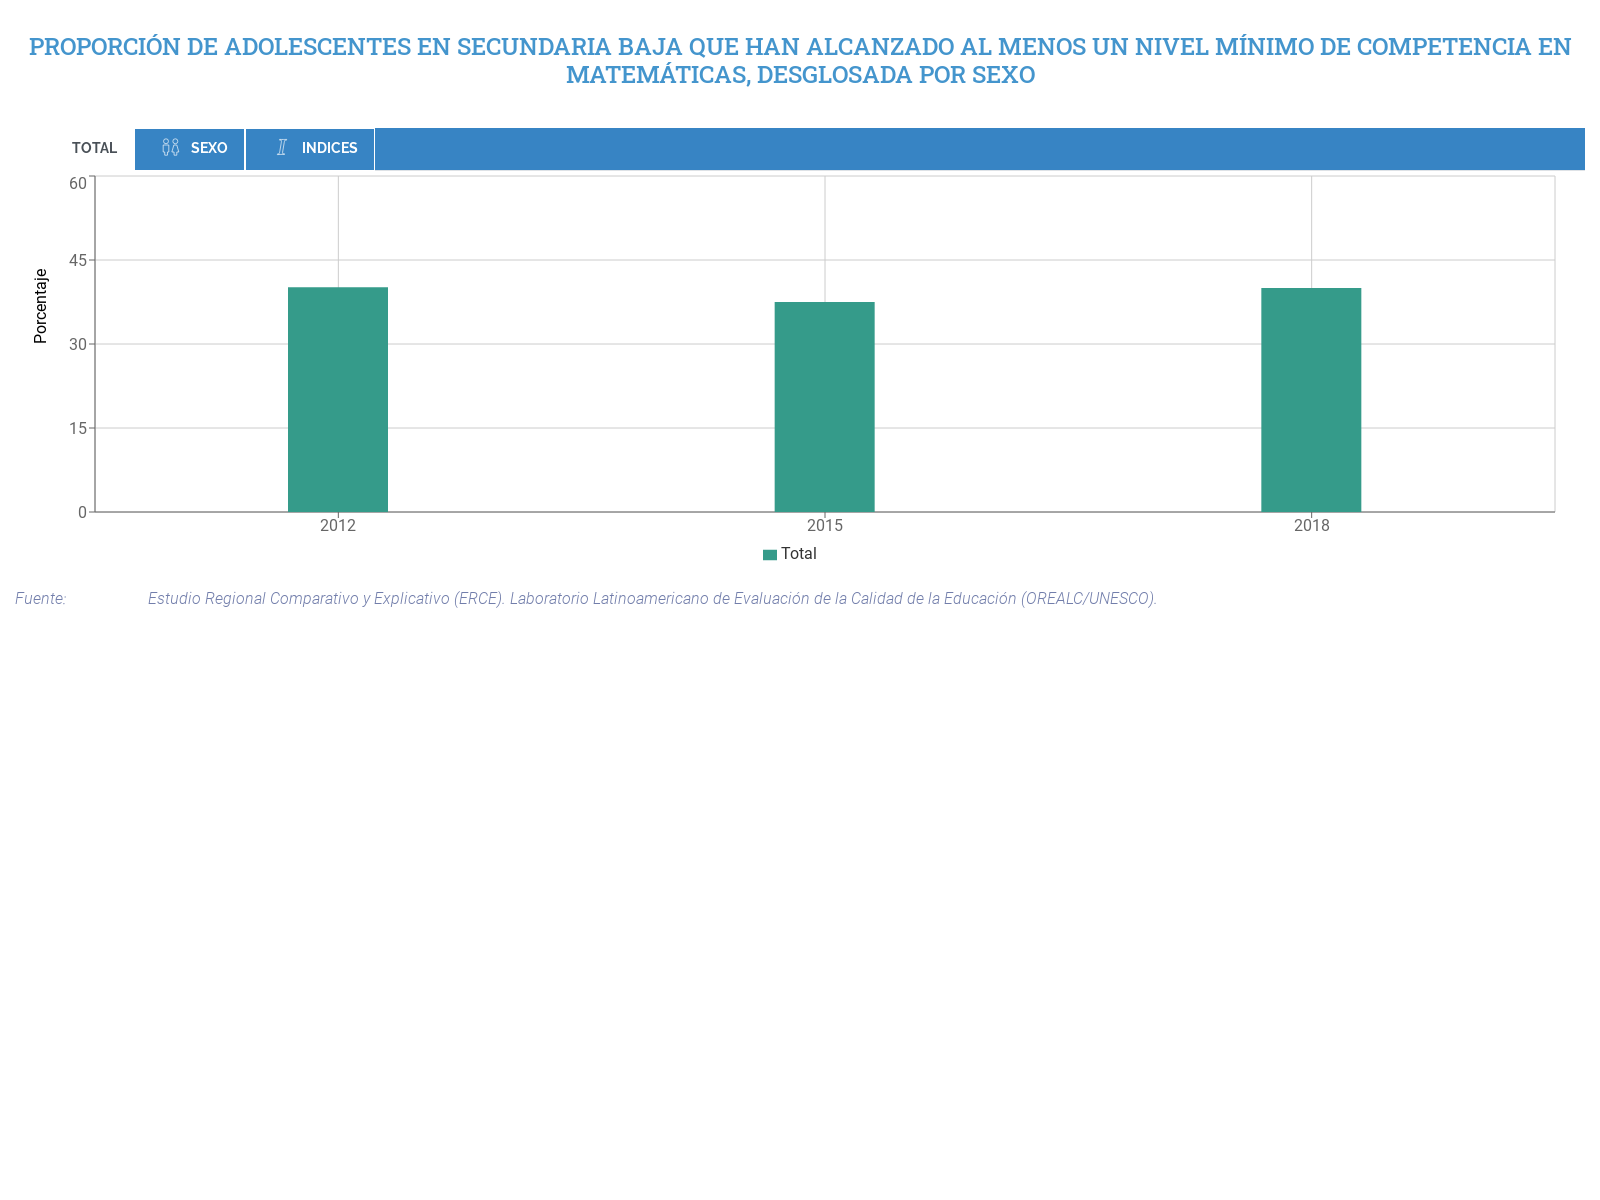 PROPORCIÓN DE ADOLESCENTES EN SECUNDARIA BAJA QUE HAN ALCANZADO AL MENOS UN NIVEL MÍNIMO DE COMPETENCIA EN
MATEMÁTICAS, DESGLOSADA POR SEXO
TOTAL SEXO INDICES
60
45
30
15
0
Porcentaje
2012 2015 2018
Total
Fuente: Estudio Regional Comparativo y Explicativo (ERCE). Laboratorio Latinoamericano de Evaluación de la Calidad de la Educación (OREALC/UNESCO).